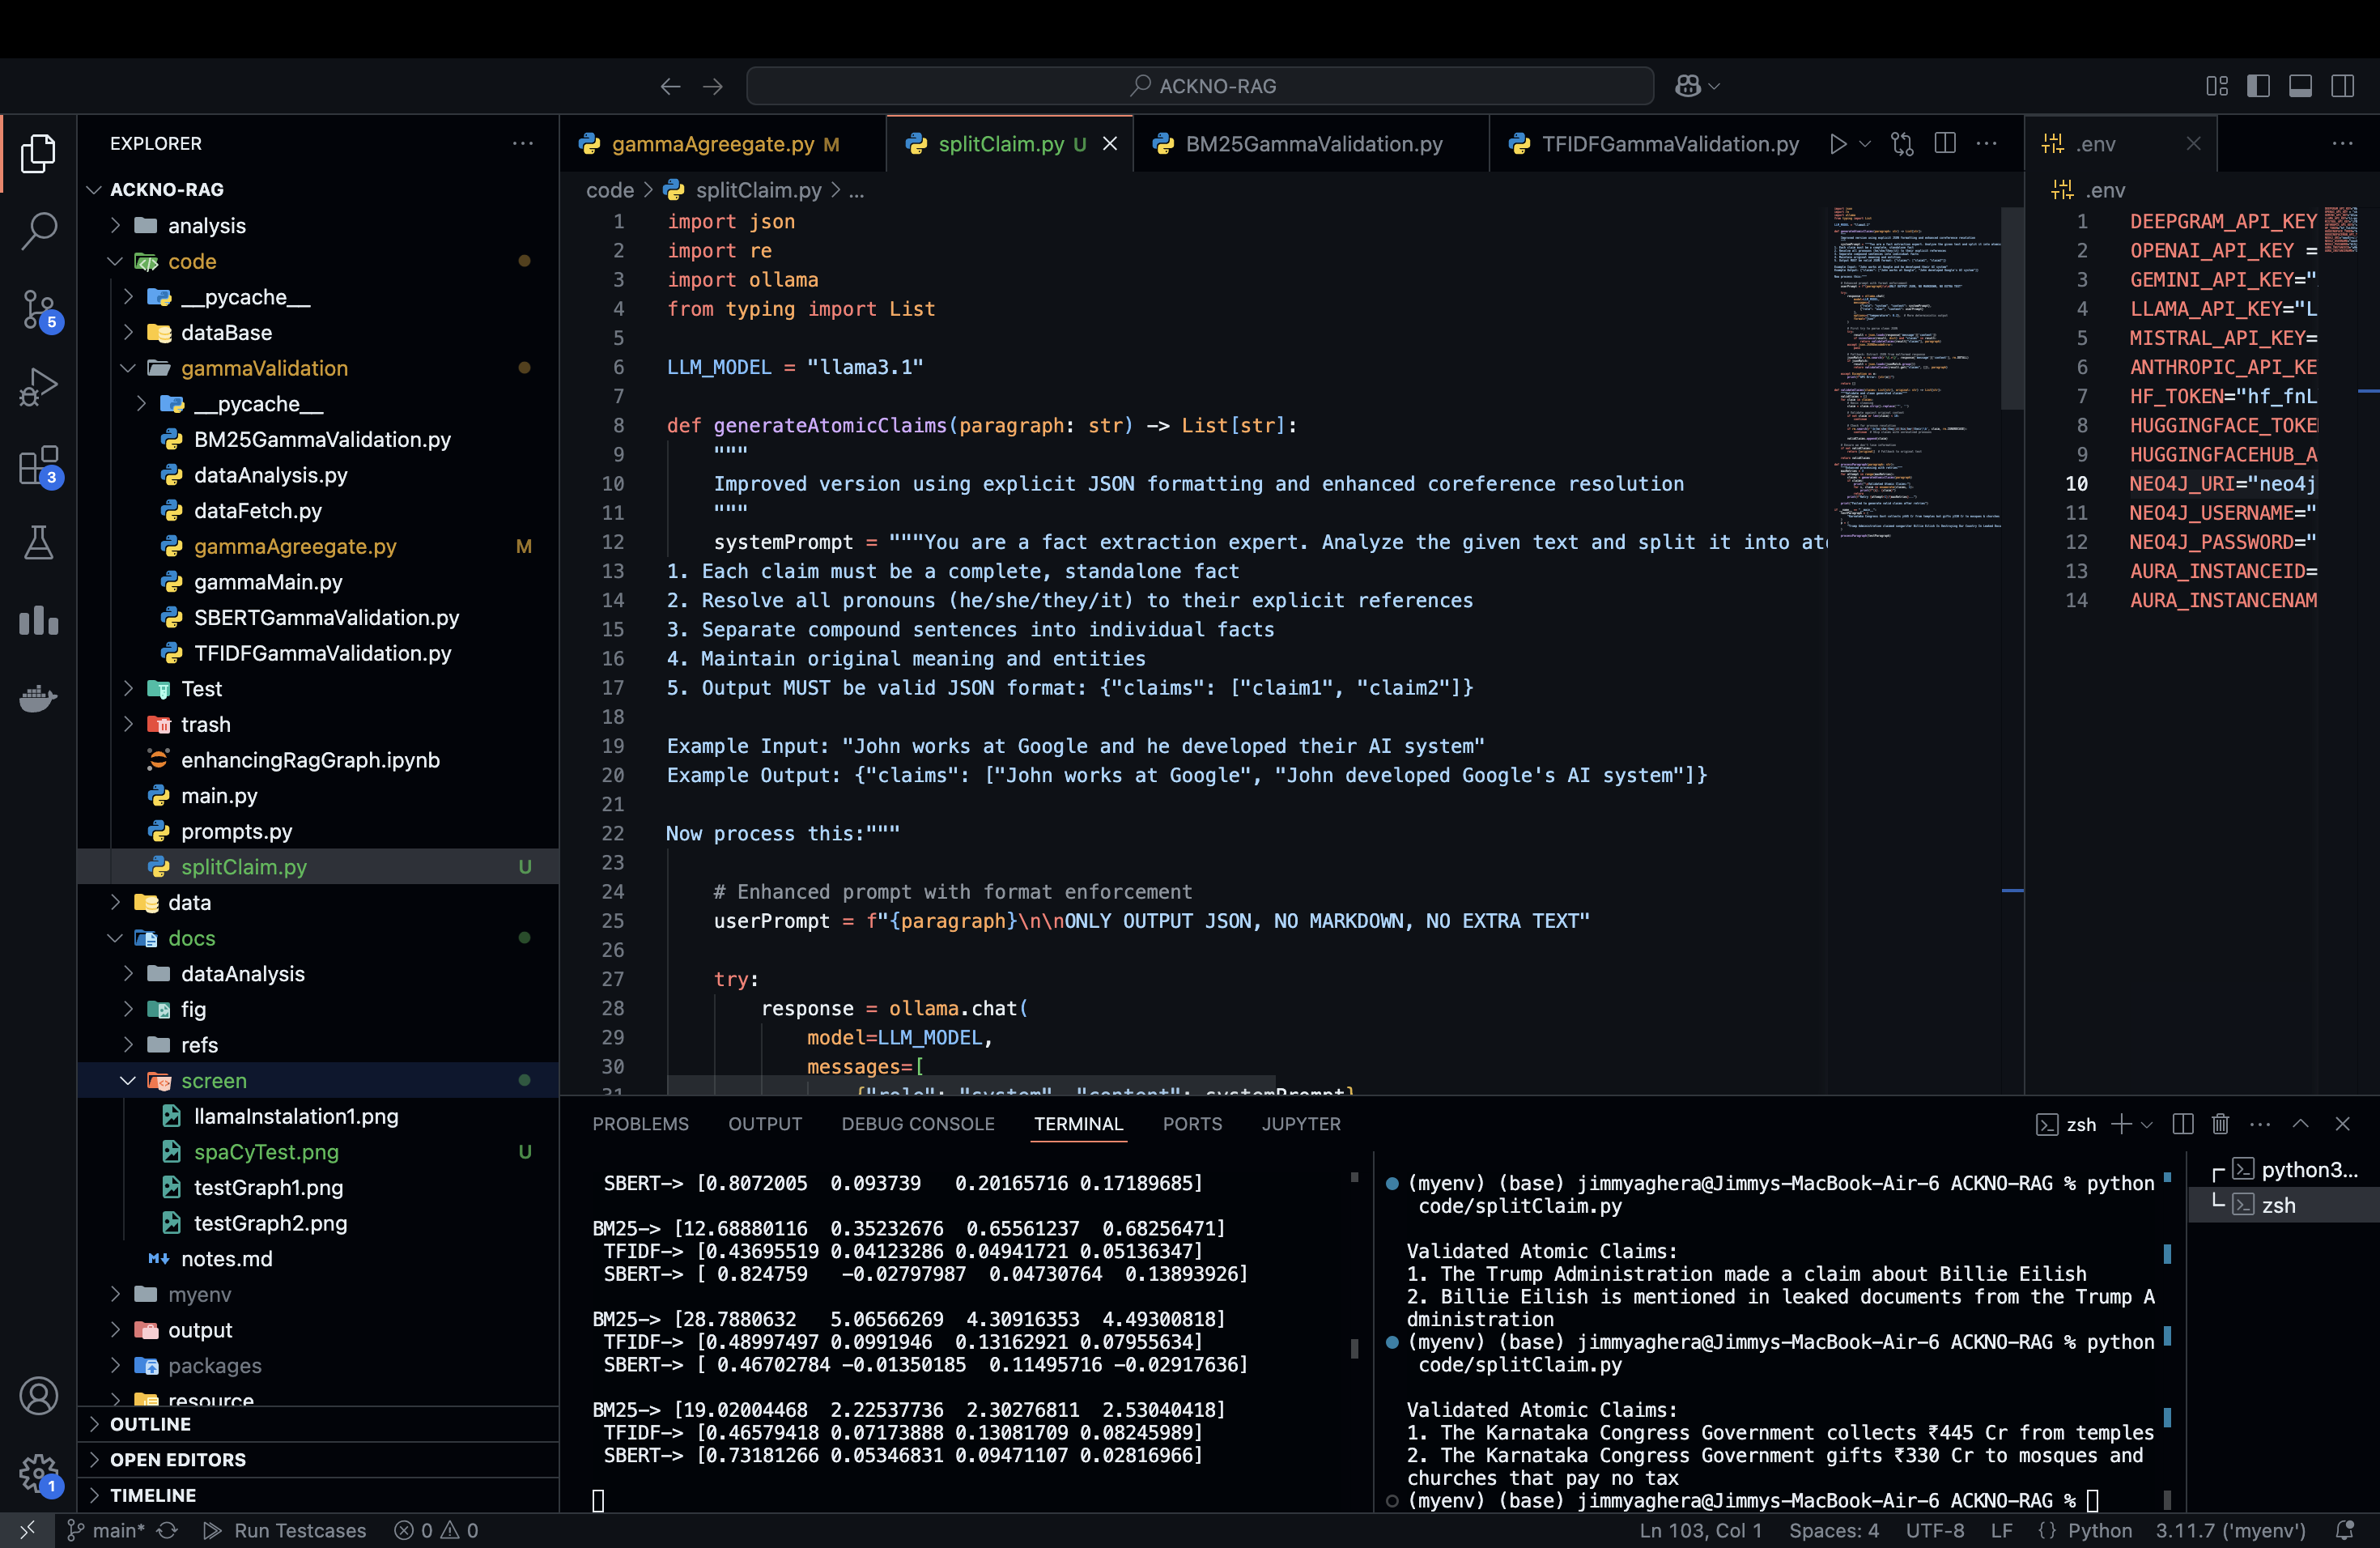 ACKNO-RAG
EXPLORER
ACKNO-RAG
analysis
code
__pycache__
dataBase
gammaValidation
__pycache__
BM25GammaValidation.py
dataAnalysis.py
dataFetch.py
gammaAgreegate.py M
gammaMain.py
SBERTGammaValidation.py
TFIDFGammaValidation.py
Test
trash
enhancingRagGraph.ipynb
main.py
prompts.py
splitClaim.py U
data
docs
dataAnalysis
fig
refs
screen
llamaInstalation1.png
spaCyTest.png U
testGraph1.png
testGraph2.png
notes.md
myenv
output
packages
resource
OUTLINE
OPEN EDITORS
TIMELINE
5
3
1
gammaAgreegate.py M
splitClaim.py U
BM25GammaValidation.py
TFIDFGammaValidation.py
code > splitClaim.py > ...
1 import json
2 import re
3 import ollama
4 from typing import List
5
6 LLM_MODEL = "llama3.1"
7
8 def generateAtomicClaims(paragraph: str) -> List[str]:
9 """
10 Improved version using explicit JSON formatting and enhanced coreference resolution
11 """
12 systemPrompt = """You are a fact extraction expert. Analyze the given text and split it into
13 1. Each claim must be a complete, standalone fact
14 2. Resolve all pronouns (he/she/they/it) to their explicit references
15 3. Separate compound sentences into individual facts
16 4. Maintain original meaning and entities
17 5. Output MUST be valid JSON format: {"claims": ["claim1", "claim2"]}
18
19 Example Input: "John works at Google and he developed their AI system"
20 Example Output: {"claims": ["John works at Google", "John developed Google's AI system"]}
21
22 Now process this:"""
23
24 # Enhanced prompt with format enforcement
25 userPrompt = f"{paragraph}\n\nONLY OUTPUT JSON, NO MARKDOWN, NO EXTRA TEXT"
26
27 try:
28 response = ollama.chat(
29 model=LLM_MODEL,
30 messages=[
31 {"role": "system", "content": systemPrompt}
.env
.env
1 DEEPGRAM_API_KEY
2 OPENAI_API_KEY =
3 GEMINI_API_KEY="
4 LLAMA_API_KEY="L
5 MISTRAL_API_KEY=
6 ANTHROPIC_API_KE
7 HF_TOKEN="hf_fnL
8 HUGGINGFACE_TOKE
9 HUGGINGFACEHUB_A
10 NEO4J_URI="neo4j
11 NEO4J_USERNAME="
12 NEO4J_PASSWORD="
13 AURA_INSTANCEID=
14 AURA_INSTANCENAM
PROBLEMS OUTPUT DEBUG CONSOLE TERMINAL PORTS JUPYTER
zsh
SBERT-> [0.8072005 0.093739 0.20165716 0.17189685]
BM25-> [12.68880116 0.35232676 0.65561237 0.68256471]
TFIDF-> [0.43695519 0.04123286 0.04941721 0.05136347]
SBERT-> [ 0.824759 -0.02797987 0.04730764 0.13893926]
BM25-> [28.7880632 5.06566269 4.30916353 4.49300818]
TFIDF-> [0.48997497 0.0991946 0.13162921 0.07955634]
SBERT-> [ 0.46702784 -0.01350185 0.11495716 -0.02917636]
BM25-> [19.02004468 2.22537736 2.30276811 2.53040418]
TFIDF-> [0.46579418 0.07173888 0.13081709 0.08245989]
SBERT-> [0.73181266 0.05346831 0.09471107 0.02816966]
(myenv) (base) jimmyaghera@Jimmys-MacBook-Air-6 ACKNO-RAG % python
code/splitClaim.py
Validated Atomic Claims:
1. The Trump Administration made a claim about Billie Eilish
2. Billie Eilish is mentioned in leaked documents from the Trump A
dministration
(myenv) (base) jimmyaghera@Jimmys-MacBook-Air-6 ACKNO-RAG % python
code/splitClaim.py
Validated Atomic Claims:
1. The Karnataka Congress Government collects ₹445 Cr from temples
2. The Karnataka Congress Government gifts ₹330 Cr to mosques and
churches that pay no tax
(myenv) (base) jimmyaghera@Jimmys-MacBook-Air-6 ACKNO-RAG %
python3...
zsh
main* Run Testcases 0 0
Ln 103, Col 1 Spaces: 4 UTF-8 LF {} Python 3.11.7 ('myenv')